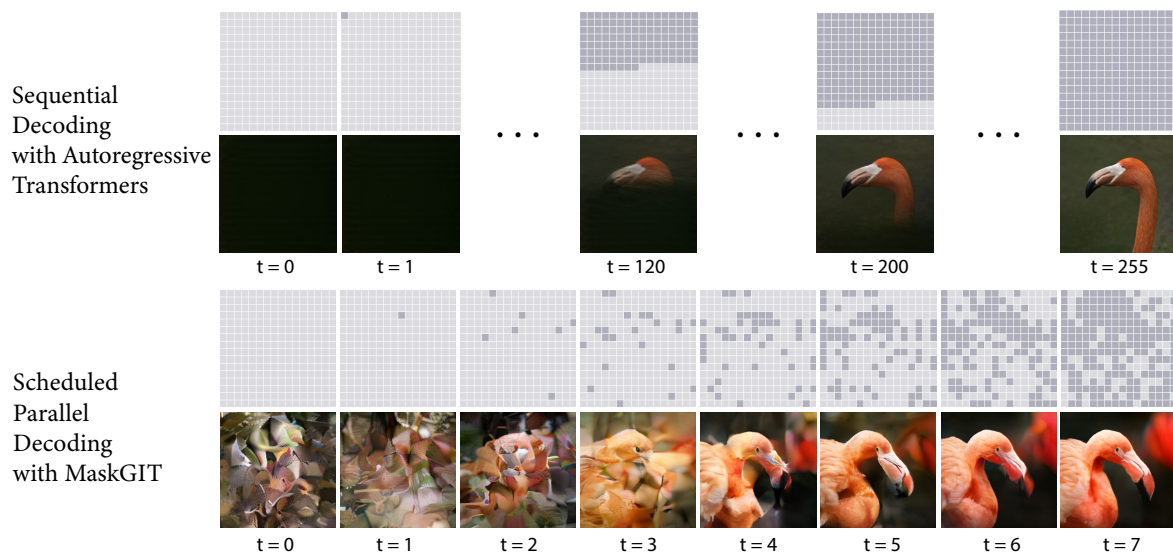 Sequential
Decoding
with Autoregressive
Transformers
• • •
• • •
• • •
t = 0
t = 1
t = 120
t = 200
t = 255
Scheduled
Parallel
Decoding
with MaskGIT
t = 0
t = 1
t = 2
t = 3
t = 4
t = 5
t = 6
t = 7